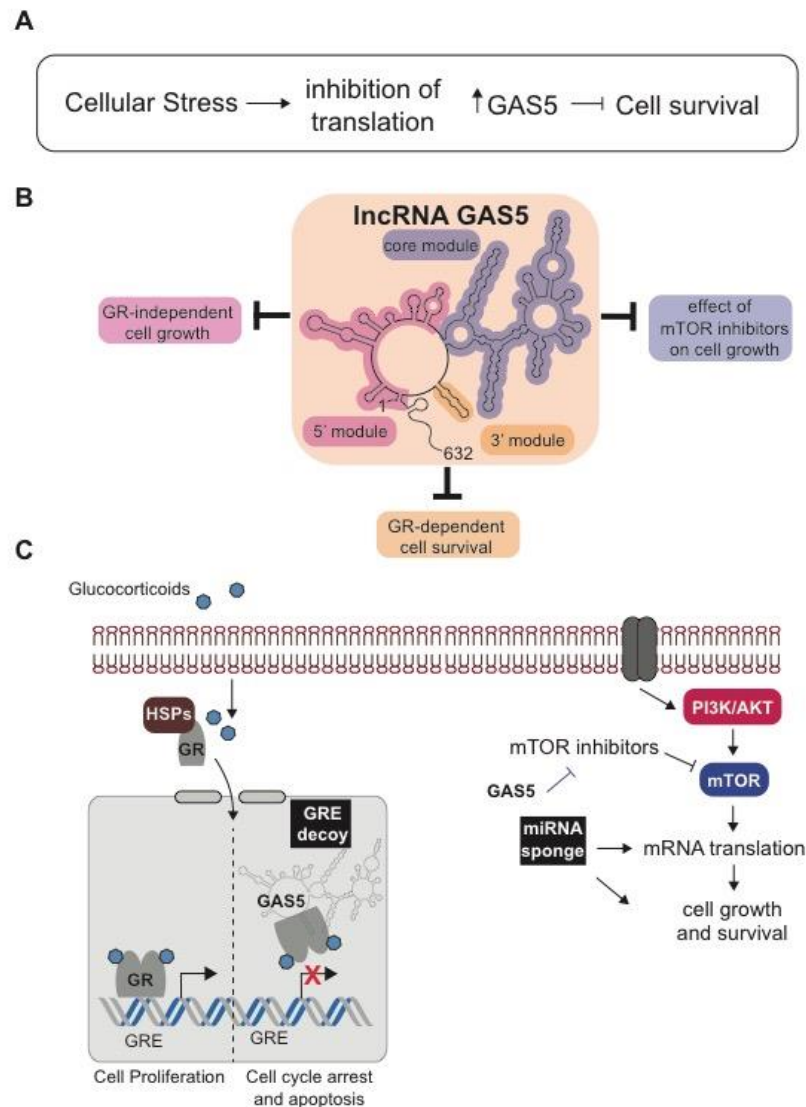 A
Cellular Stress
inhibition of
translation
GAS5
Cell survival
B
lncRNA GAS5
core module
GR-independent
cell growth
effect of
mTOR inhibitors
on cell growth
1
5′ module
3′ module
632
GR-dependent
cell survival
C
Glucocorticoids
HSPs
GR
PI3K/AKT
mTOR inhibitors
mTOR
GAS5
GRE
decoy
miRNA
sponge
mRNA translation
GAS5
cell growth
and survival
GR
X
GRE
GRE
Cell Proliferation
Cell cycle arrest
and apoptosis